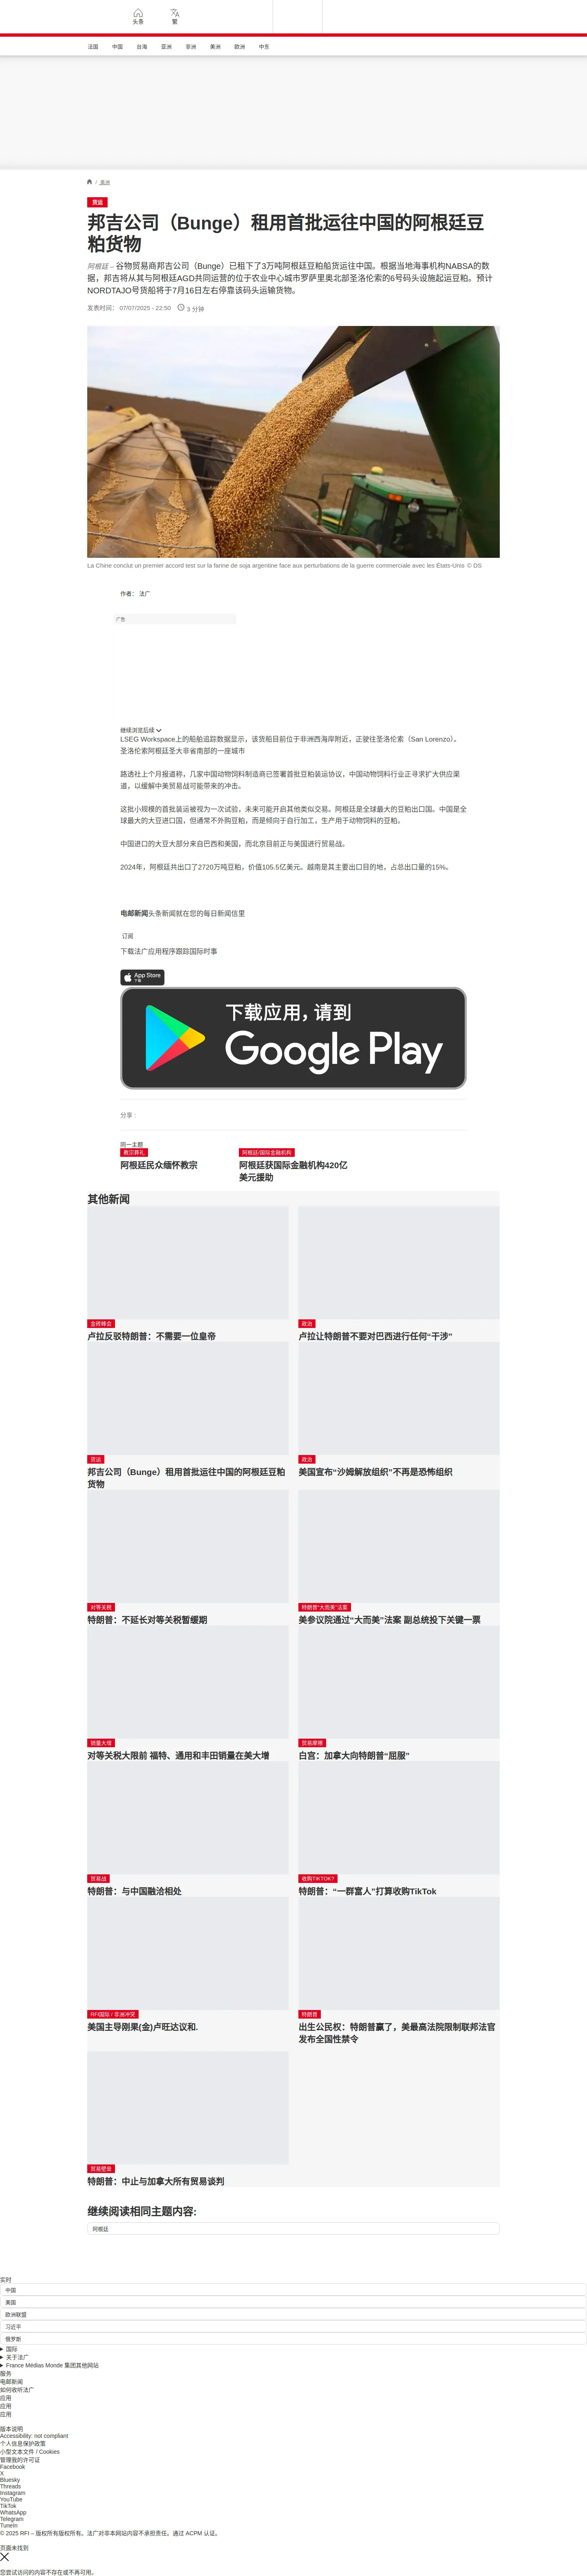 头条
繁
法国 中国 台海 亚洲 非洲 美洲 欧洲 中东
/ 美洲
货运
邦吉公司（Bunge）租用首批运往中国的阿根廷豆
粕货物
阿根廷 – 谷物贸易商邦吉公司（Bunge）已租下了3万吨阿根廷豆粕船货运往中国。根据当地海事机构NABSA的数
据，邦吉将从其与阿根廷AGD共同运营的位于农业中心城市罗萨里奥北部圣洛伦索的6号码头设施起运豆粕。预计
NORDTAJO号货船将于7月16日左右停靠该码头运输货物。
发表时间： 07/07/2025 - 22:50 3 分钟
La Chine conclut un premier accord test sur la farine de soja argentine face aux perturbations de la guerre commerciale avec les États-Unis © DS
作者： 法广
广告
继续浏览后续
LSEG Workspace上的船舶追踪数据显示，该货船目前位于非洲西海岸附近，正驶往圣洛伦索（San Lorenzo）。
圣洛伦索阿根廷圣大非省南部的一座城市
路透社上个月报道称，几家中国动物饲料制造商已签署首批豆粕装运协议，中国动物饲料行业正寻求扩大供应渠
道，以缓解中美贸易战可能带来的冲击。
这批小规模的首批装运被视为一次试验，未来可能开启其他类似交易。阿根廷是全球最大的豆粕出口国。中国是全
球最大的大豆进口国，但通常不外购豆粕，而是倾向于自行加工，生产用于动物饲料的豆粕。
中国进口的大豆大部分来自巴西和美国，而北京目前正与美国进行贸易战。
2024年，阿根廷共出口了2720万吨豆粕，价值105.5亿美元。越南是其主要出口目的地，占总出口量的15%。
电邮新闻头条新闻就在您的每日新闻信里
订阅
下载法广应用程序跟踪国际时事
App Store
下载
下载应用，请到
Google Play
分享 :
同一主题
教宗葬礼
阿根廷民众缅怀教宗
阿根廷/国际金融机构
阿根廷获国际金融机构420亿
美元援助
其他新闻
金砖峰会
卢拉反驳特朗普：不需要一位皇帝
政治
卢拉让特朗普不要对巴西进行任何“干涉”
货运
邦吉公司（Bunge）租用首批运往中国的阿根廷豆粕
货物
政治
美国宣布“沙姆解放组织”不再是恐怖组织
对等关税
特朗普：不延长对等关税暂缓期
特朗普“大而美”法案
美参议院通过“大而美”法案 副总统投下关键一票
销量大增
对等关税大限前 福特、通用和丰田销量在美大增
贸易摩擦
白宫：加拿大向特朗普“屈服”
贸易战
特朗普：与中国融洽相处
收购TIKTOK?
特朗普：“一群富人”打算收购TikTok
RFI国际 / 非洲冲突
美国主导刚果(金)卢旺达议和.
特朗普
出生公民权：特朗普赢了，美最高法院限制联邦法官
发布全国性禁令
贸易壁垒
特朗普：中止与加拿大所有贸易谈判
继续阅读相同主题内容:
阿根廷
实时
中国
美国
欧洲联盟
习近平
俄罗斯
国际
关于法广
France Médias Monde 集团其他网站
服务
电邮新闻
如何收听法广
应用
应用
应用
版本说明
Accessibility: not compliant
个人信息保护政策
小型文本文件 / Cookies
管理我的许可证
Facebook
X
Bluesky
Threads
Instagram
YouTube
TikTok
WhatsApp
Telegram
TuneIn
© 2025 RFI – 版权所有版权所有。法广对非本网站内容不承担责任。通过 ACPM 认证。
页面未找到
您尝试访问的内容不存在或不再可用。